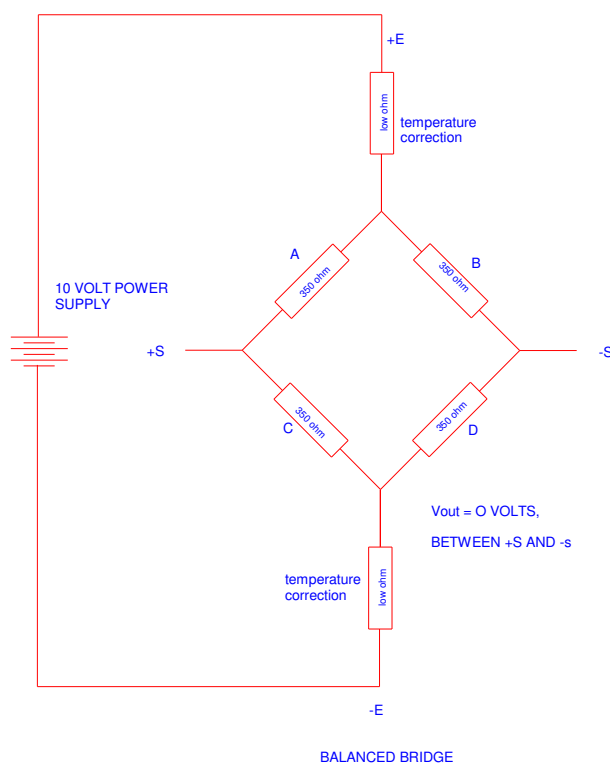 +E
low ohm
temperature
correction
A
B
350 ohm
350 ohm
10 VOLT POWER
SUPPLY
+S
-S
350 ohm
350 ohm
C
D
Vout = O VOLTS,
BETWEEN +S AND -s
temperature
correction
low ohm
-E
BALANCED BRIDGE